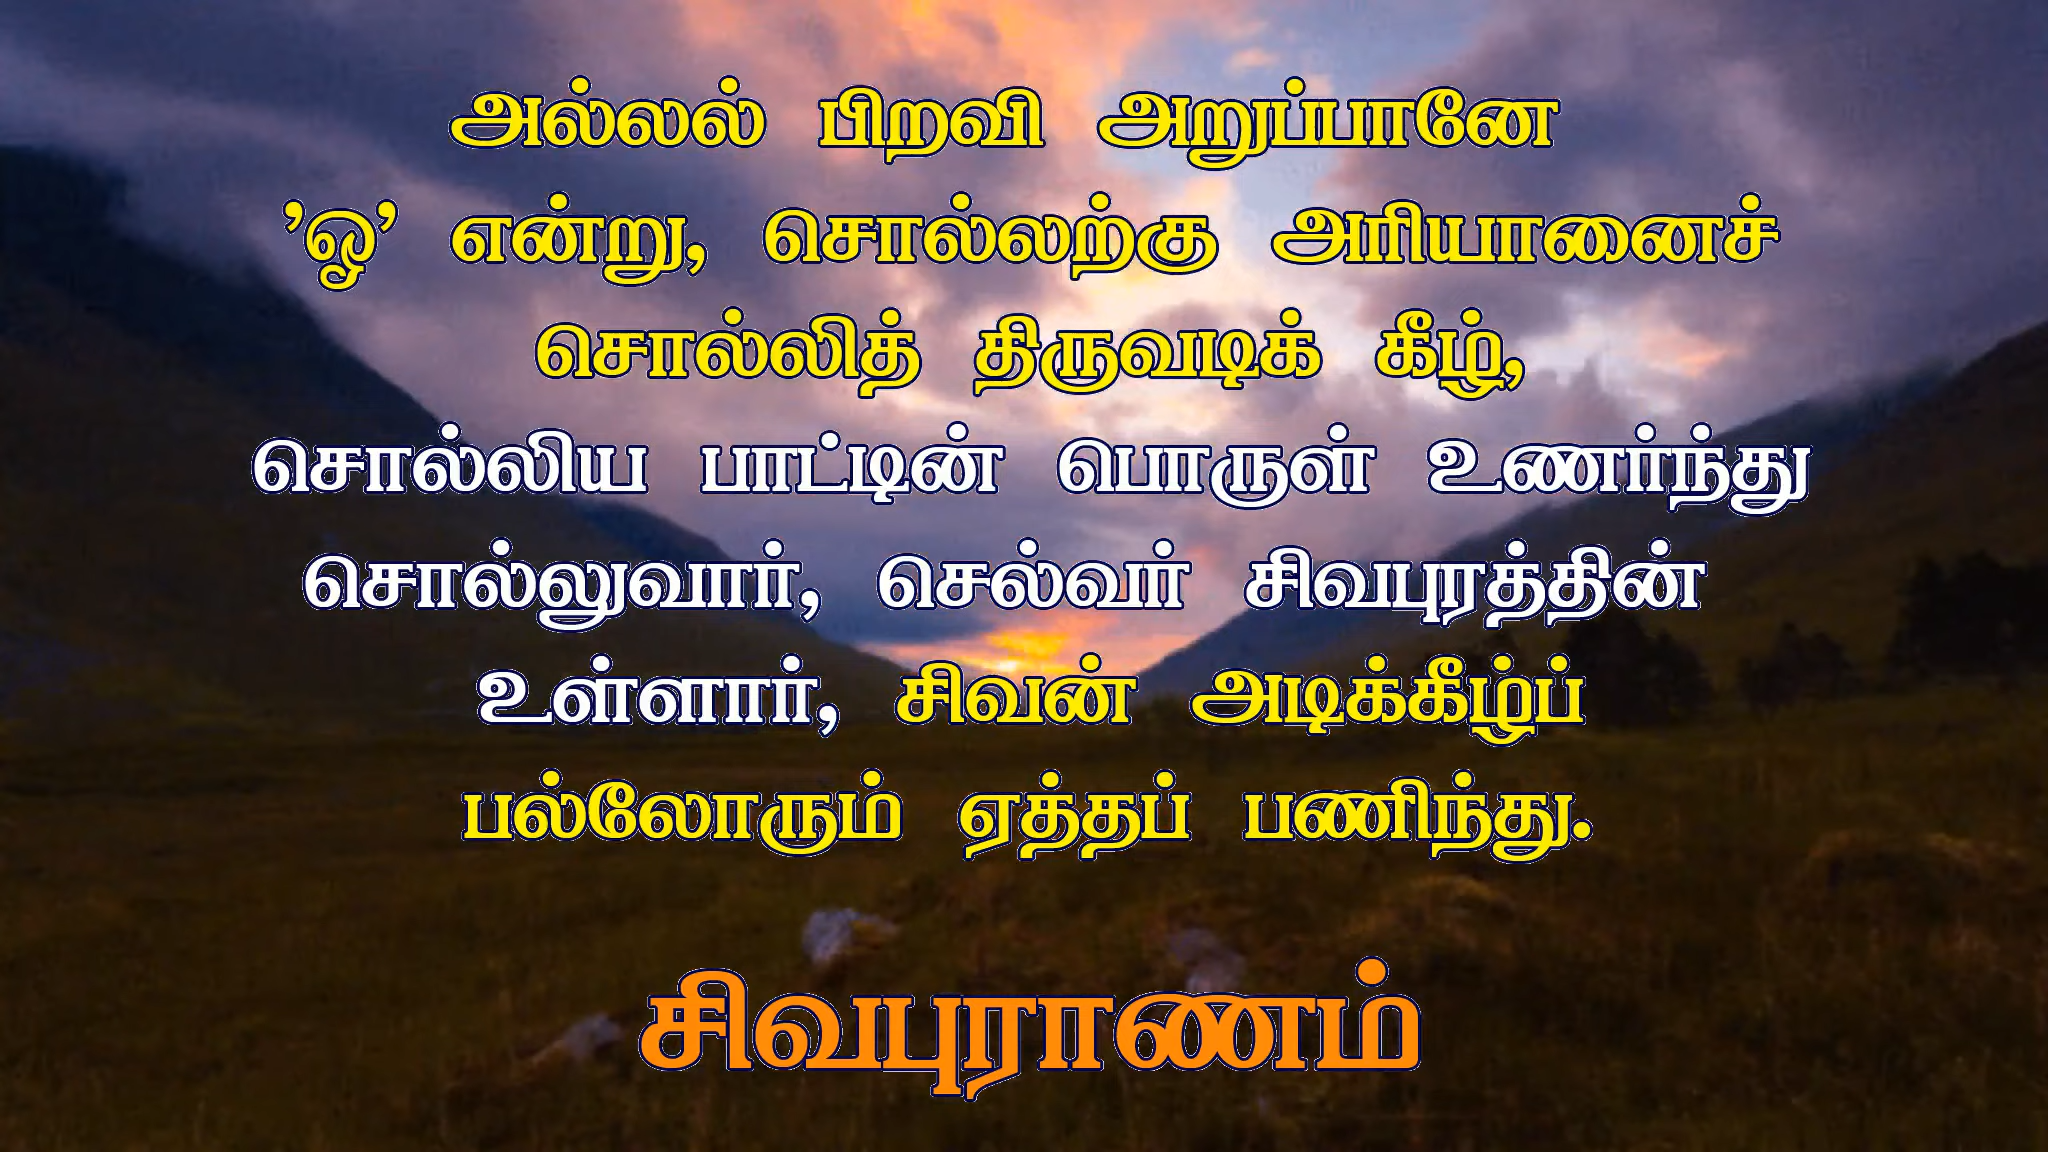 அல்லல் பிறவி அறுப்பானே
'ஓ' என்று, சொல்லற்கு அரியானைச்
சொல்லித் திருவடிக் கீழ்,
சொல்லிய பாட்டின் பொருள் உணர்ந்து
சொல்லுவார், செல்வர் சிவபுரத்தின்
உள்ளார், சிவன் அடிக்கீழ்ப்
பல்லோரும் ஏத்தப் பணிந்து.
சிவபுராணம்